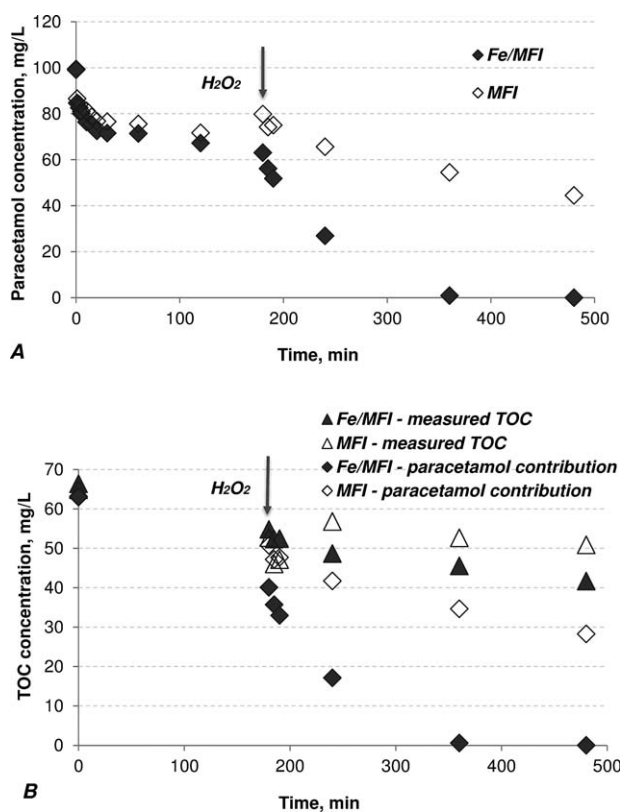 120
100
80
60
40
20
0
Paracetamol concentration, mg/L
H2O2
Fe/MFI
MFI
0 100 200 300 400 500
Time, min
A
Fe/MFI - measured TOC
MFI - measured TOC
Fe/MFI - paracetamol contribution
MFI - paracetamol contribution
70
60
50
40
30
20
10
0
TOC concentration, mg/L
H2O2
0 100 200 300 400 500
Time, min
B